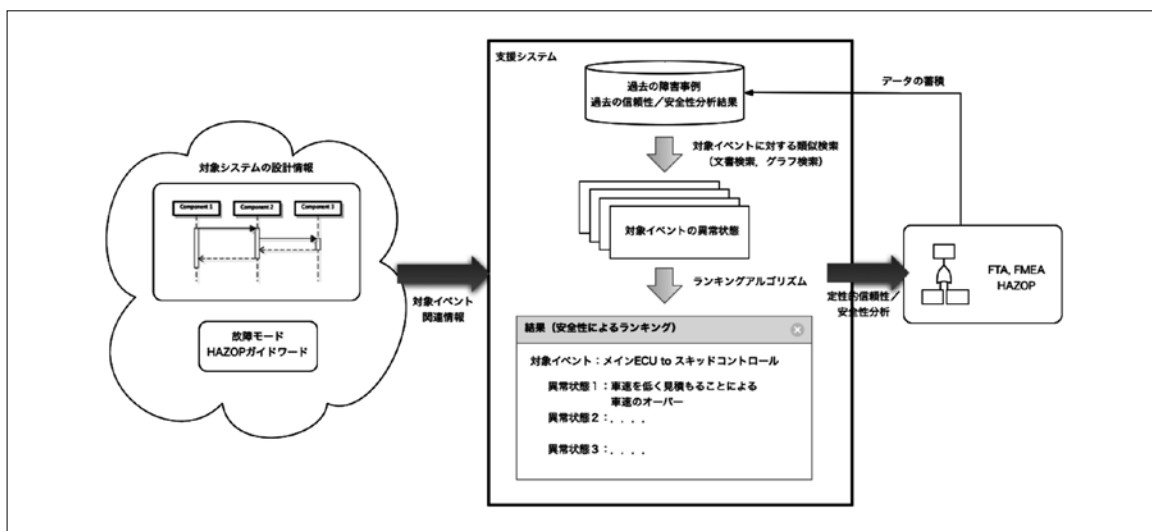 対象システムの設計情報
Component 1
Component 2
Component 3
故障モード
HAZOPガイドワード
対象イベント
関連情報
支援システム
過去の障害事例
過去の信頼性／安全性分析結果
対象イベントに対する類似検索
（文書検索，グラフ検索）
対象イベントの異常状態
ランキングアルゴリズム
結果（安全性によるランキング）
対象イベント：メインECU to スキッドコントロール
異常状態１：車速を低く見積もることによる
車速のオーバー
異常状態２：．．．．
異常状態３：．．．．
データの蓄積
定性的信頼性／
安全性分析
FTA, FMEA
HAZOP